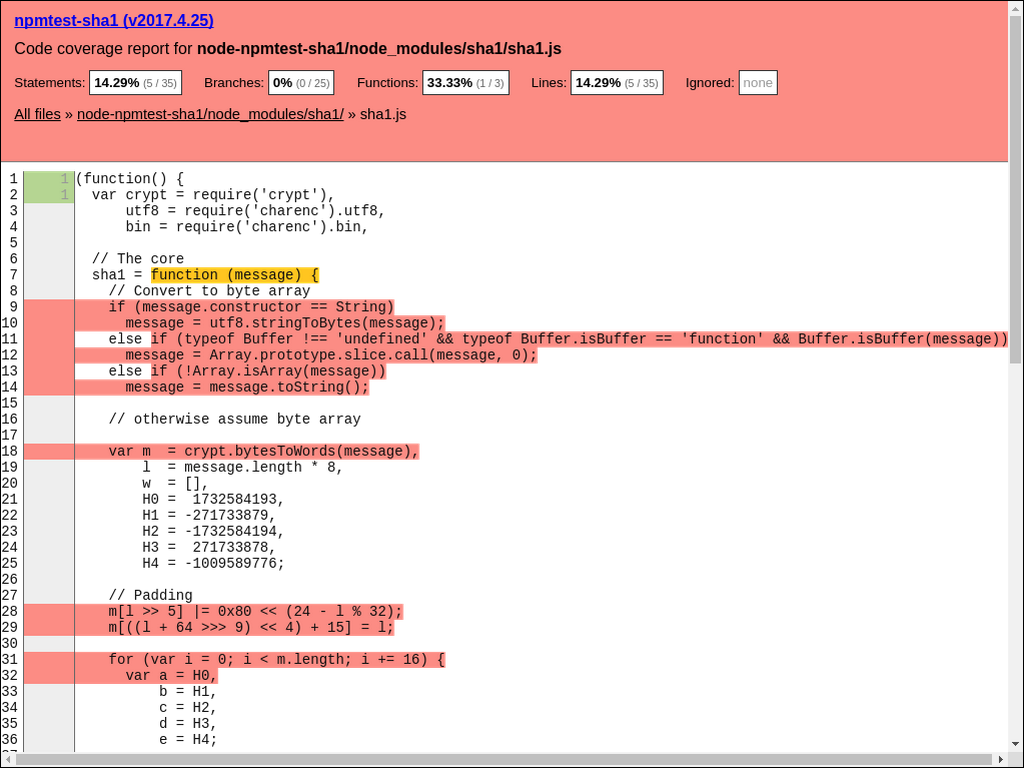 npmtest-sha1 (v2017.4.25)
Code coverage report for node-npmtest-sha1/node_modules/sha1/sha1.js
Statements: 14.29% (5 / 35) Branches: 0% (0 / 25) Functions: 33.33% (1 / 3) Lines: 14.29% (5 / 35) Ignored: none
All files » node-npmtest-sha1/node_modules/sha1/ » sha1.js
1 1 (function() {
2 1   var crypt = require('crypt'),
3       utf8 = require('charenc').utf8,
4       bin = require('charenc').bin,
5
6   // The core
7   sha1 = function (message) {
8     // Convert to byte array
9     if (message.constructor == String)
10       message = utf8.stringToBytes(message);
11     else if (typeof Buffer !== 'undefined' && typeof Buffer.isBuffer == 'function' && Buffer.isBuffer(message))
12       message = Array.prototype.slice.call(message, 0);
13     else if (!Array.isArray(message))
14       message = message.toString();
15
16     // otherwise assume byte array
17
18     var m  = crypt.bytesToWords(message),
19         l  = message.length * 8,
20         w  = [],
21         H0 =  1732584193,
22         H1 = -271733879,
23         H2 = -1732584194,
24         H3 =  271733878,
25         H4 = -1009589776;
26
27     // Padding
28     m[l >> 5] |= 0x80 << (24 - l % 32);
29     m[((l + 64 >>> 9) << 4) + 15] = l;
30
31     for (var i = 0; i < m.length; i += 16) {
32       var a = H0,
33           b = H1,
34           c = H2,
35           d = H3,
36           e = H4;